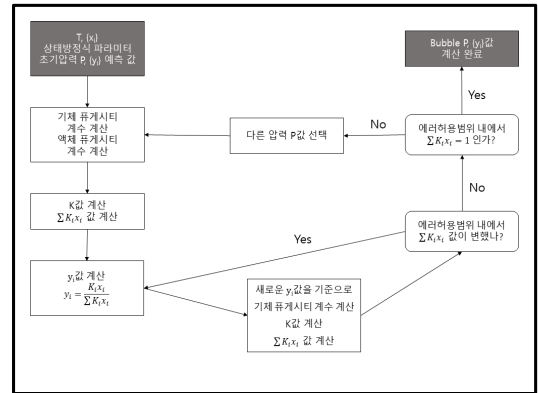 T, (xᵢ)
상태방정식 파라미터
초기압력 P, (yᵢ) 예측 값
Bubble P, (yᵢ)값
계산 완료
Yes
기체 퓨게시티
계수 계산
액체 퓨게시티
계수 계산
다른 압력 P값 선택
No
에러허용범위 내에서
∑Kᵢxᵢ = 1 인가?
No
K값 계산
∑Kᵢxᵢ 값 계산
에러허용범위 내에서
∑Kᵢxᵢ 값이 변했나?
Yes
yᵢ값 계산
yᵢ = Kᵢxᵢ / ∑Kᵢxᵢ
새로운 yᵢ값을 기준으로
기체 퓨게시티 계수 계산
K값 계산
∑Kᵢxᵢ 값 계산